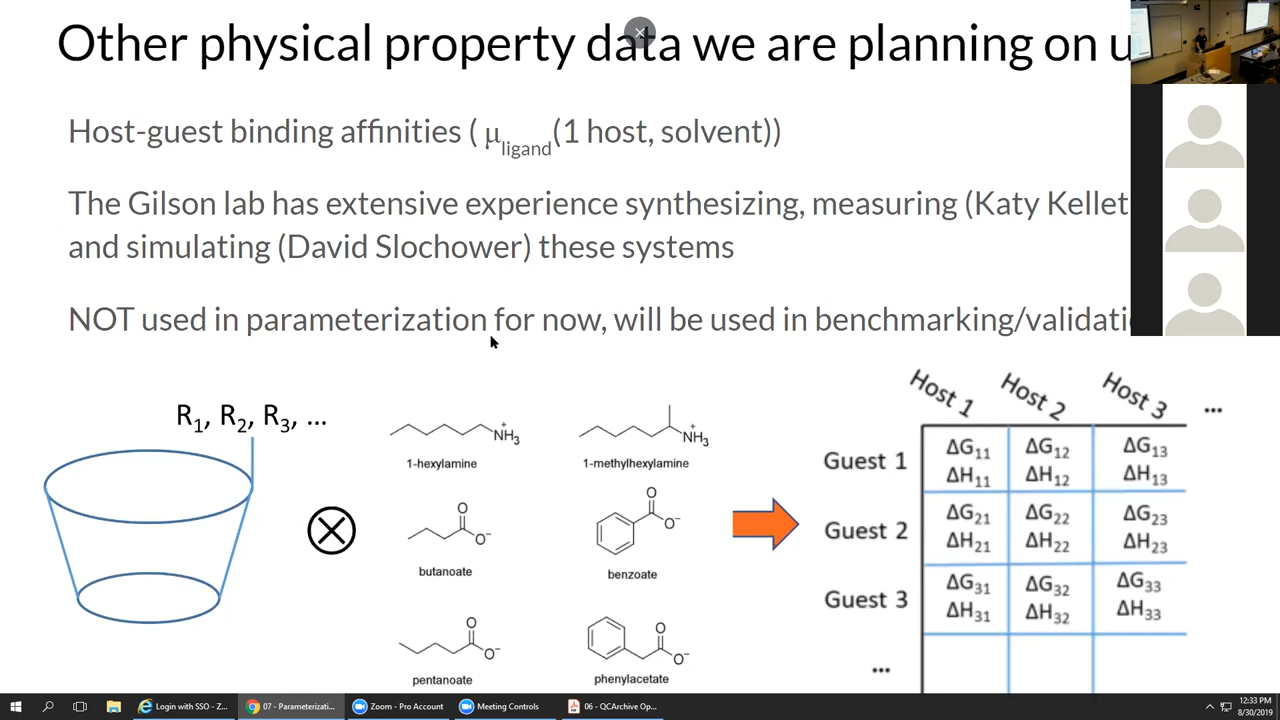 Other physical property data we are planning on u
Host-guest binding affinities ( μligand(1 host, solvent))
The Gilson lab has extensive experience synthesizing, measuring (Katy Kellet
and simulating (David Slochower) these systems
NOT used in parameterization for now, will be used in benchmarking/validati
R1, R2, R3, ...
NH3+
1-hexylamine
NH3+
1-methylhexylamine
O
O−
butanoate
O
O−
benzoate
O
O−
pentanoate
O
O−
phenylacetate
Host 1 Host 2 Host 3 ...
Guest 1 ΔG11 ΔG12 ΔG13
ΔH11 ΔH12 ΔH13
Guest 2 ΔG21 ΔG22 ΔG23
ΔH21 ΔH22 ΔH23
Guest 3 ΔG31 ΔG32 ΔG33
ΔH31 ΔH32 ΔH33
...
Login with SSO - Z... 07 - Parameterizati... Zoom - Pro Account Meeting Controls 06 - QCArchive Op... 12:33 PM
8/30/2019